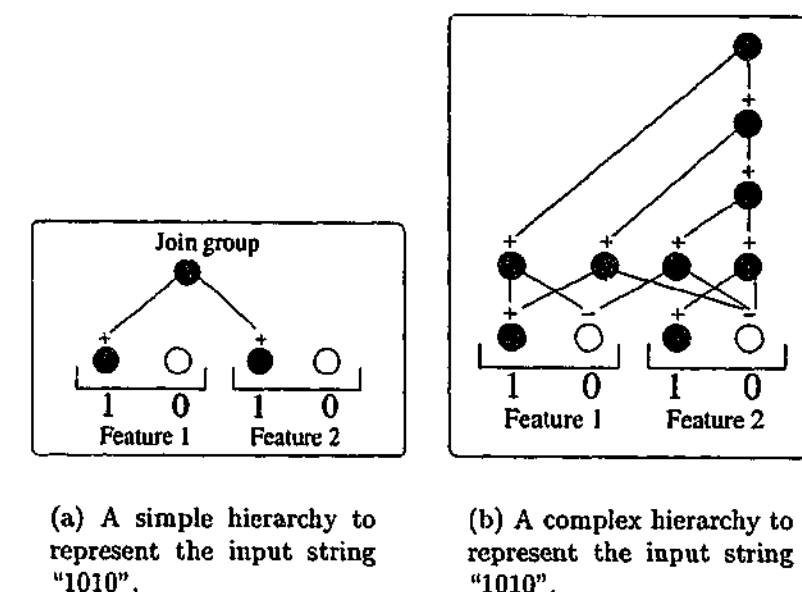 Join group
+ +
1 0 1 0
Feature 1 Feature 2
(a) A simple hierarchy to
represent the input string
"1010".
+
+
+ + + +
+ − + −
1 0 1 0
Feature 1 Feature 2
(b) A complex hierarchy to
represent the input string
"1010".